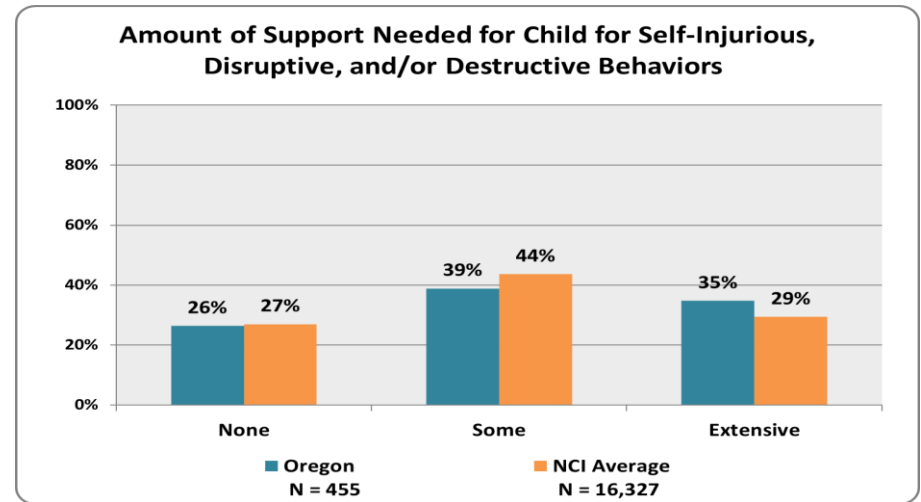 Amount of Support Needed for Child for Self-Injurious,
Disruptive, and/or Destructive Behaviors
100%
80%
60%
40%
20%
0%
26%
27%
39%
44%
35%
29%
None
Some
Extensive
Oregon
N = 455
NCI Average
N = 16,327